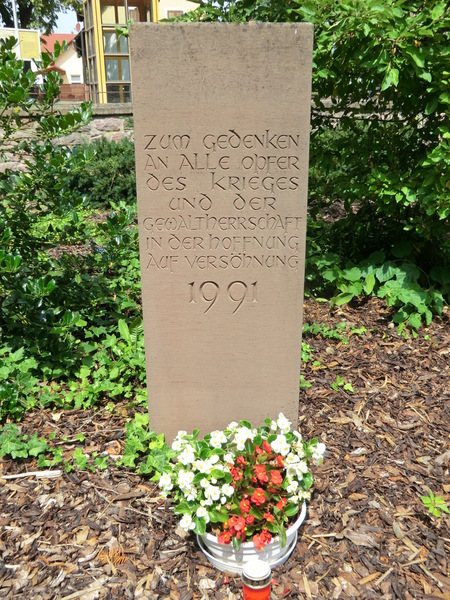 ZUM GEDENKEN
AN ALLE OPFER
DES KRIEGES
UND DER
GEWALTHERRSCHAFT
IN DER HOFFNUNG
AUF VERSÖHNUNG
1991